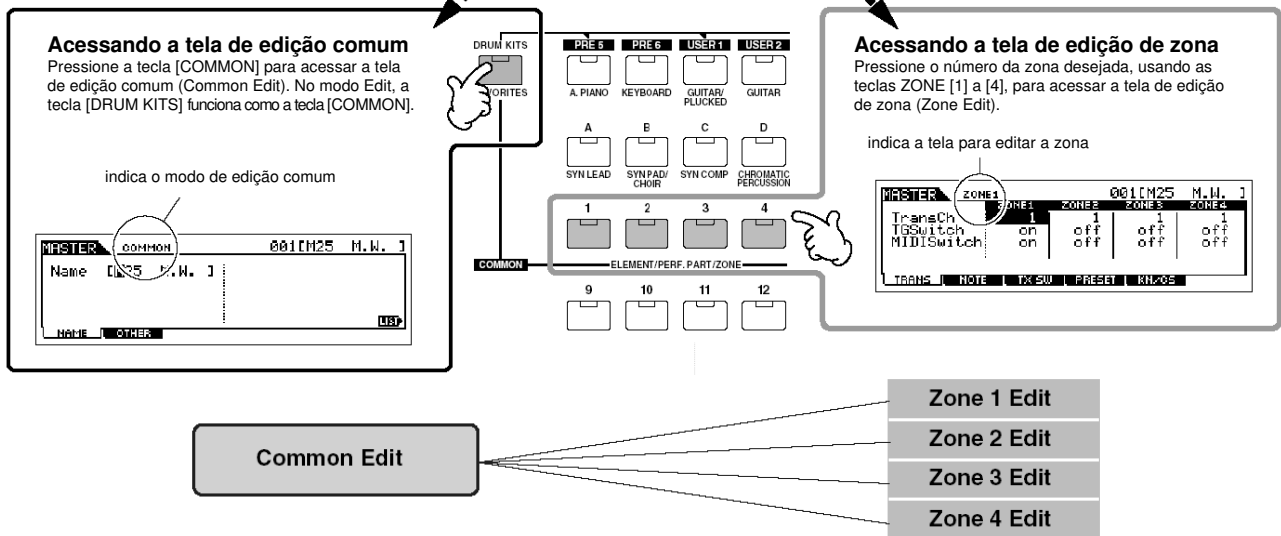 Acessando a tela de edição comum
Pressione a tecla [COMMON] para acessar a tela
de edição comum (Common Edit). No modo Edit, a
tecla [DRUM KITS] funciona como a tecla [COMMON].
indica o modo de edição comum
MASTER COMMON 001[M25 M.W. ]
Name M.W. ]
LIST
NAME OTHER
DRUM KITS PRE 5 PRE 6 USER 1 USER 2
A. PIANO KEYBOARD GUITAR/ GUITAR
PLUCKED
A B C D
SYN LEAD SYN PAD/ SYN COMP CHROMATIC
CHOIR PERCUSSION
1 2 3 4
COMMON ELEMENT/PERF. PART/ZONE
9 10 11 12
Acessando a tela de edição de zona
Pressione o número da zona desejada, usando as
teclas ZONE [1] a [4], para acessar a tela de edição
de zona (Zone Edit).
indica a tela para editar a zona
MASTER ZONE1 001[M25 M.W. ]
ZONE1 ZONE2 ZONE3 ZONE4
TransCh 1 1 1 1
TGSwitch on off off off
MIDISwitch on off off off
TRANS NOTE TX SW PRESET KN/CS
Common Edit
Zone 1 Edit
Zone 2 Edit
Zone 3 Edit
Zone 4 Edit